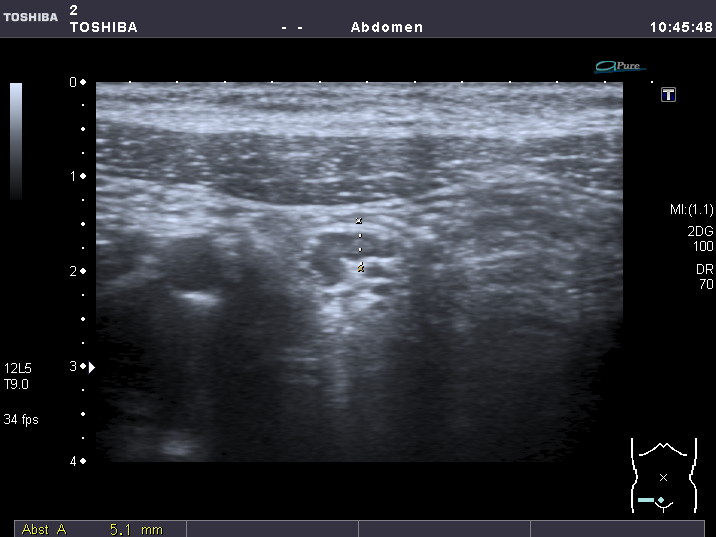 TOSHIBA
2
TOSHIBA - - Abdomen 10:45:48
aPure
T
0
1
2
3
4
MI:(1.1)
2DG
100
DR
70
12L5
T9.0
34 fps
Abst A 5.1 mm